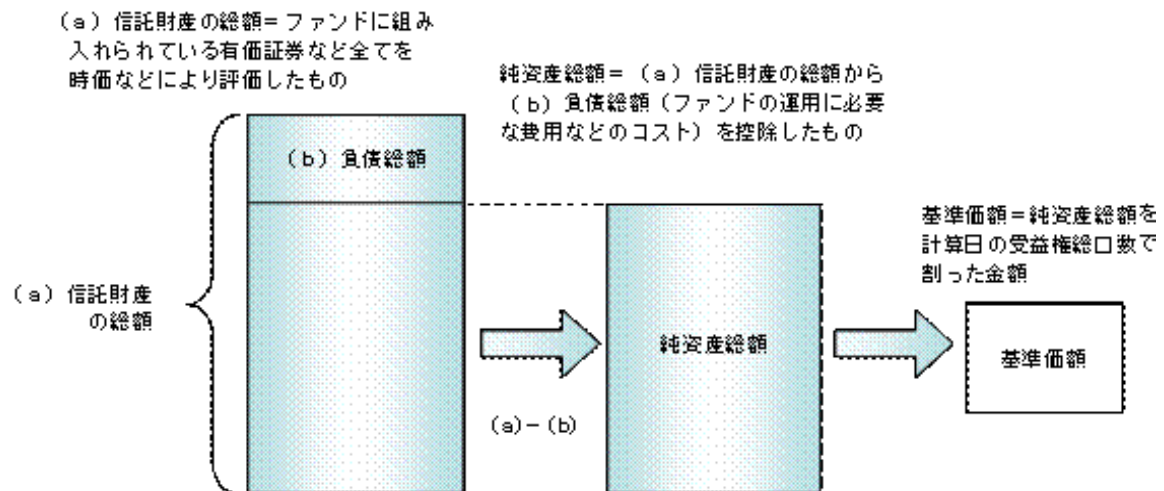 (a)信託財産の総額=ファンドに組み
入れられている有価証券など全てを
時価などにより評価したもの
純資産総額=(a)信託財産の総額から
(b)負債総額(ファンドの運用に必要
な費用などのコスト)を控除したもの
(b)負債総額
基準価額=純資産総額を
計算日の受益権総口数で
割った金額
(a)信託財産
の総額
純資産総額
基準価額
(a)-(b)